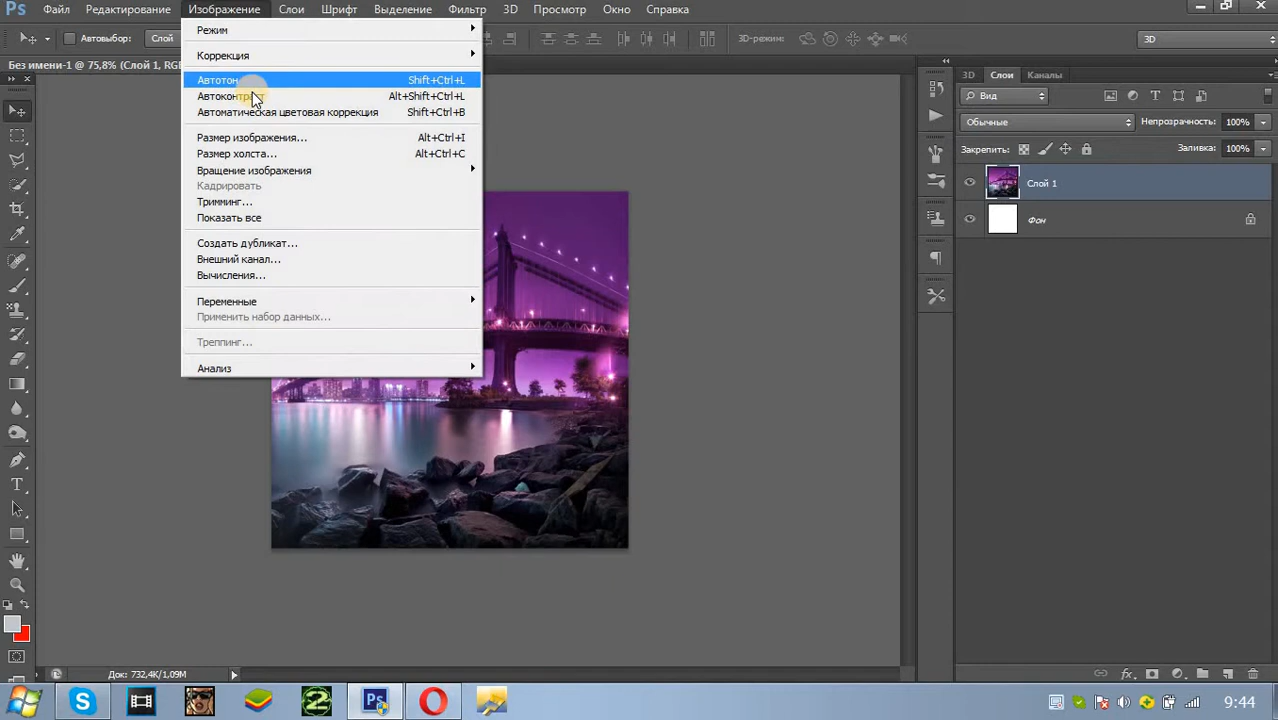 Ps Файл Редактирование Изображение Слои Шрифт Выделение Фильтр 3D Просмотр Окно Справка
Автовыбор: Слой 3D-режим: 3D
Без имени-1 @ 75,8% (Слой 1, RG
Режим
Коррекция
Автотон Shift+Ctrl+L
Автоконтраст Alt+Shift+Ctrl+L
Автоматическая цветовая коррекция Shift+Ctrl+B
Размер изображения... Alt+Ctrl+I
Размер холста... Alt+Ctrl+C
Вращение изображения
Кадрировать
Тримминг...
Показать все
Создать дубликат...
Внешний канал...
Вычисления...
Переменные
Применить набор данных...
Треппинг...
Анализ
3D Слои Каналы
Вид
Обычные Непрозрачность: 100%
Закрепить: Заливка: 100%
Слой 1
Фон
Док: 732,4K/1,09M
9:44